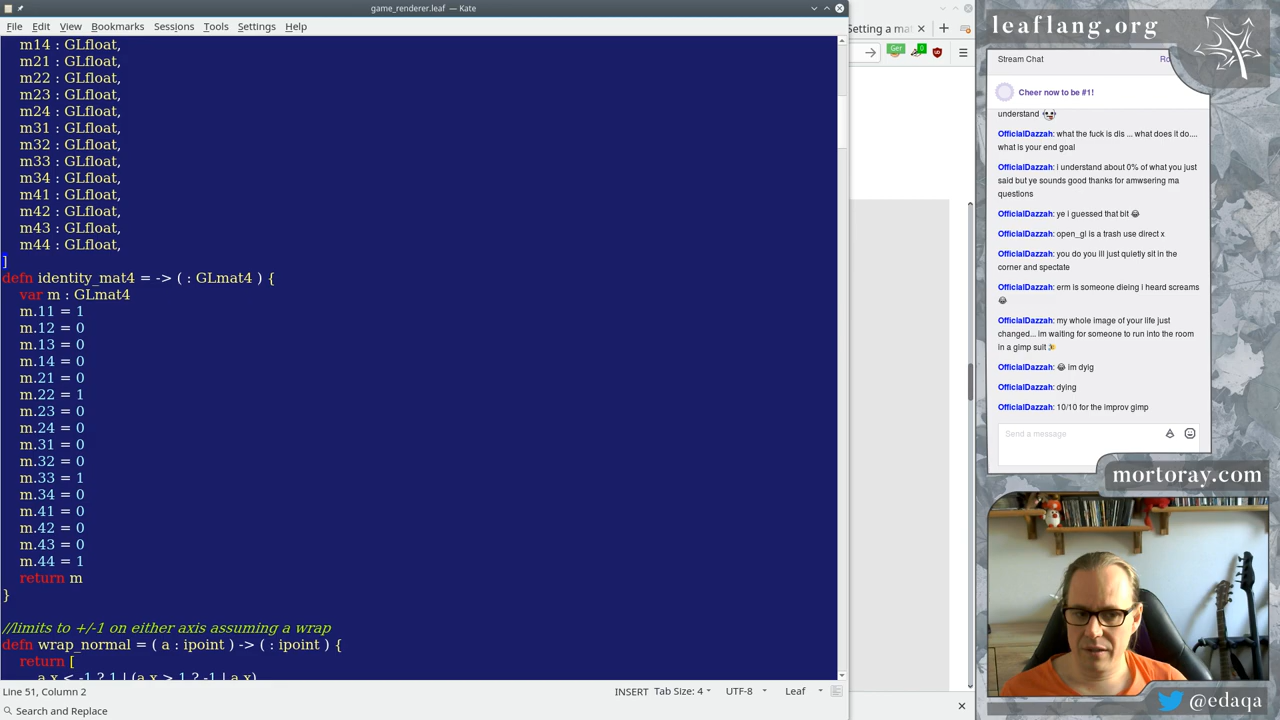 game_renderer.leaf — Kate
File Edit View Bookmarks Sessions Tools Settings Help
m14 : GLfloat,
m21 : GLfloat,
m22 : GLfloat,
m23 : GLfloat,
m24 : GLfloat,
m31 : GLfloat,
m32 : GLfloat,
m33 : GLfloat,
m34 : GLfloat,
m41 : GLfloat,
m42 : GLfloat,
m43 : GLfloat,
m44 : GLfloat,
]
defn identity_mat4 = -> ( : GLmat4 ) {
var m : GLmat4
m.11 = 1
m.12 = 0
m.13 = 0
m.14 = 0
m.21 = 0
m.22 = 1
m.23 = 0
m.24 = 0
m.31 = 0
m.32 = 0
m.33 = 1
m.34 = 0
m.41 = 0
m.42 = 0
m.43 = 0
m.44 = 1
return m
}
//limits to +/-1 on either axis assuming a wrap
defn wrap_normal = ( a : ipoint ) -> ( : ipoint ) {
return [
a.x < -1 ? 1 | (a.x > 1 ? -1 | a.x)
Line 51, Column 2
INSERT Tab Size: 4 UTF-8 Leaf
Search and Replace
Setting a ma
Ger
0
leaflang.org
Stream Chat
Cheer now to be #1!
understand
OfficialDazzah: what the fuck is dis ... what does it do....
what is your end goal
OfficialDazzah: i understand about 0% of what you just
said but ye sounds good thanks for amwsering ma
questions
OfficialDazzah: ye i guessed that bit 😂
OfficialDazzah: open_gl is a trash use direct x
OfficialDazzah: you do you ill just quietly sit in the
corner and spectate
OfficialDazzah: erm is someone dieing i heard screams
😂
OfficialDazzah: my whole image of your life just
changed... im waiting for someone to run into the room
in a gimp suit
OfficialDazzah: 😂 im dyig
OfficialDazzah: dying
OfficialDazzah: 10/10 for the improv gimp
Send a message
mortoray.com
@edaqa